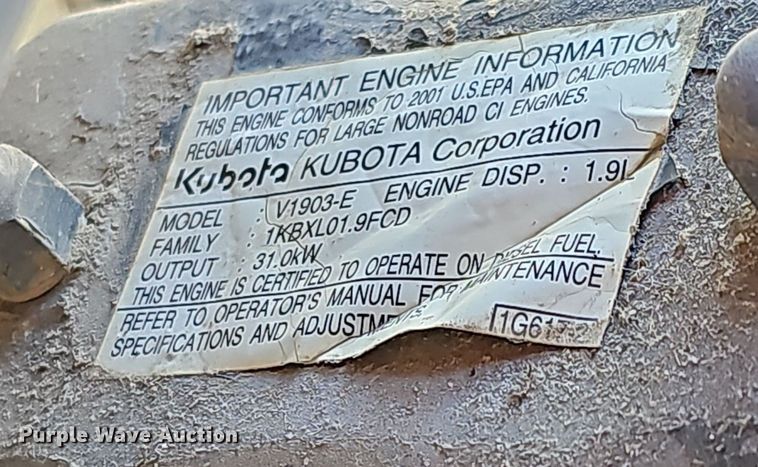 IMPORTANT ENGINE INFORMATION
THIS ENGINE CONFORMS TO 2001 U.S.EPA AND CALIFORNIA
REGULATIONS FOR LARGE NONROAD CI ENGINES.
Kubota KUBOTA Corporation
MODEL : V1903-E ENGINE DISP. : 1.9L
FAMILY : 1KBXL01.9FCD
OUTPUT : 31.0kW
THIS ENGINE IS CERTIFIED TO OPERATE ON DIESEL FUEL.
REFER TO OPERATOR'S MANUAL FOR MAINTENANCE
SPECIFICATIONS AND ADJUSTME
Purple Wave Auction